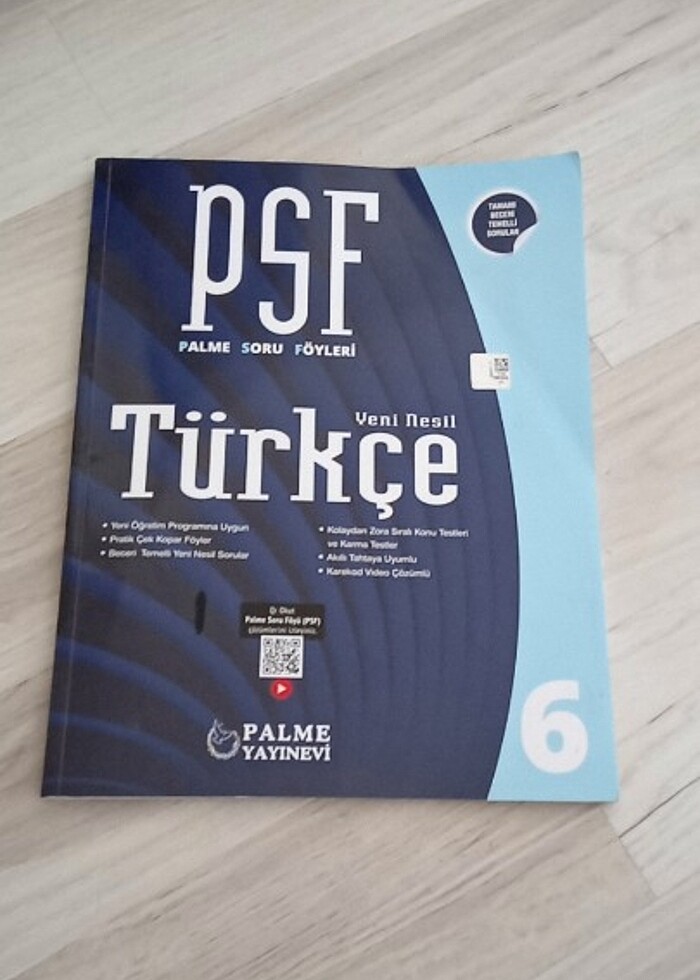 PSF
PALME SORU FÖYLERİ
TAMAMI
BECERİ
TEMELLİ
SORULAR
Yeni Nesil
Türkçe
• Yeni Öğretim Programına Uygun
• Pratik Çek Kopar Föyler
• Beceri Temelli Yeni Nesil Sorular
• Kolaydan Zora Sıralı Konu Testleri
ve Karma Testler
• Akıllı Tahtaya Uyumlu
• Karekod Video Çözümlü
Palme Soru Föyü (PSF)
çözümlerini izleyiniz.
PALME
YAYINEVİ
6